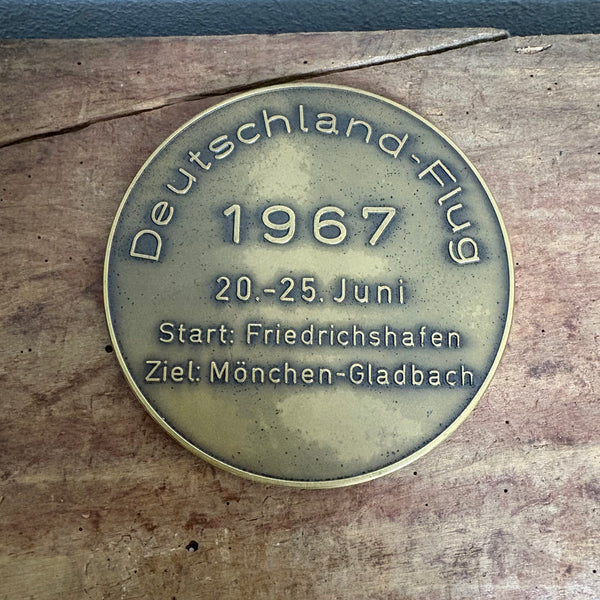 Deutschland-Flug
1967
20.-25. Juni
Start: Friedrichshafen
Ziel: Mönchen-Gladbach